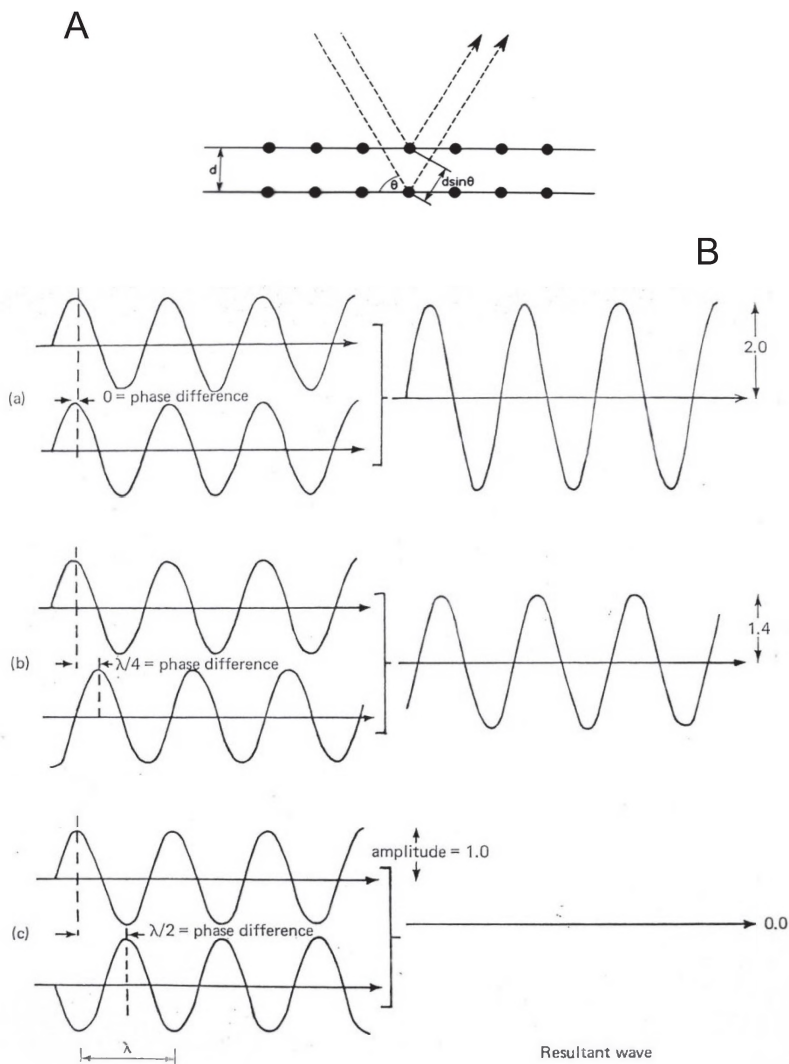 A
d
θ
dsinθ
B
(a)
0 = phase difference
2.0
(b)
λ/4 = phase difference
1.4
amplitude = 1.0
(c)
λ/2 = phase difference
0.0
λ
Resultant wave